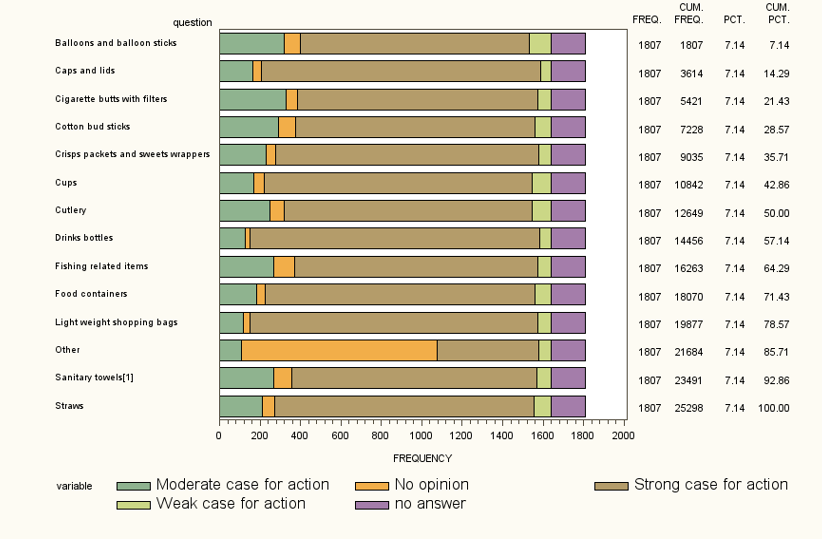 question FREQ. CUM. FREQ. PCT. CUM. PCT.
Balloons and balloon sticks 1807 1807 7.14 7.14
Caps and lids 1807 3614 7.14 14.29
Cigarette butts with filters 1807 5421 7.14 21.43
Cotton bud sticks 1807 7228 7.14 28.57
Crisps packets and sweets wrappers 1807 9035 7.14 35.71
Cups 1807 10842 7.14 42.86
Cutlery 1807 12649 7.14 50.00
Drinks bottles 1807 14456 7.14 57.14
Fishing related items 1807 16263 7.14 64.29
Food containers 1807 18070 7.14 71.43
Light weight shopping bags 1807 19877 7.14 78.57
Other 1807 21684 7.14 85.71
Sanitary towels[1] 1807 23491 7.14 92.86
Straws 1807 25298 7.14 100.00
0 200 400 600 800 1000 1200 1400 1600 1800 2000
FREQUENCY
variable Moderate case for action No opinion Strong case for action
Weak case for action no answer